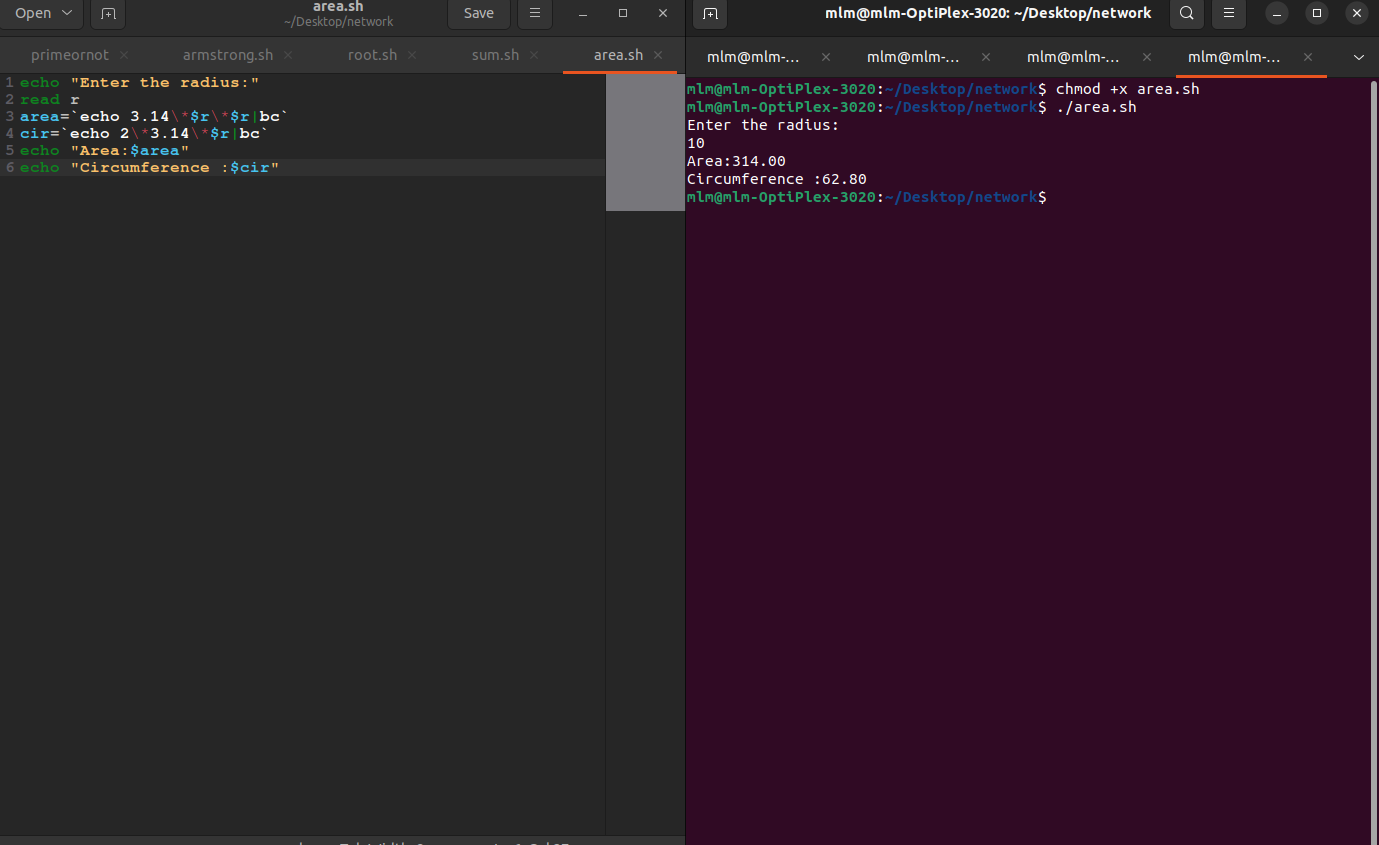 Open
area.sh
~/Desktop/network
Save
primeornot
armstrong.sh
root.sh
sum.sh
area.sh
1 echo "Enter the radius:"
2 read r
3 area=`echo 3.14\*$r\*$r|bc`
4 cir=`echo 2\*3.14\*$r|bc`
5 echo "Area:$area"
6 echo "Circumference :$cir"
mlm@mlm-OptiPlex-3020: ~/Desktop/network
mlm@mlm-...
mlm@mlm-...
mlm@mlm-...
mlm@mlm-...
mlm@mlm-OptiPlex-3020:~/Desktop/network$ chmod +x area.sh
mlm@mlm-OptiPlex-3020:~/Desktop/network$ ./area.sh
Enter the radius:
10
Area:314.00
Circumference :62.80
mlm@mlm-OptiPlex-3020:~/Desktop/network$